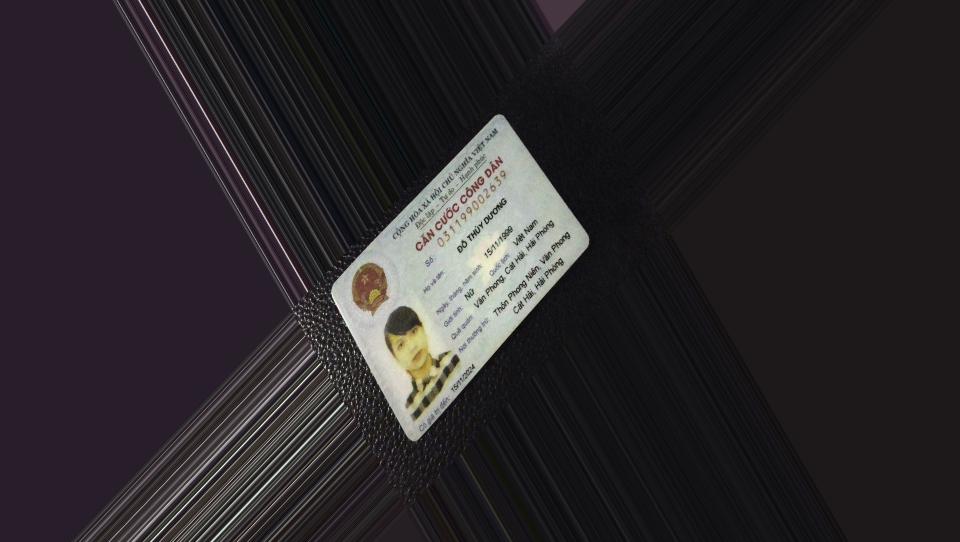 CỘNG HÒA XÃ HỘI CHỦ NGHĨA VIỆT NAM
Độc lập - Tự do - Hạnh phúc
CĂN CƯỚC CÔNG DÂN
Số: 031199002639
Họ và tên:
ĐỖ THÙY DƯƠNG
Ngày, tháng, năm sinh: 15/11/1999
Giới tính: Nữ Quốc tịch: Việt Nam
Quê quán: Văn Phong, Cát Hải, Hải Phòng
Nơi thường trú: Thôn Phong Niên, Văn Phong
Cát Hải, Hải Phòng
Có giá trị đến: 15/11/2024